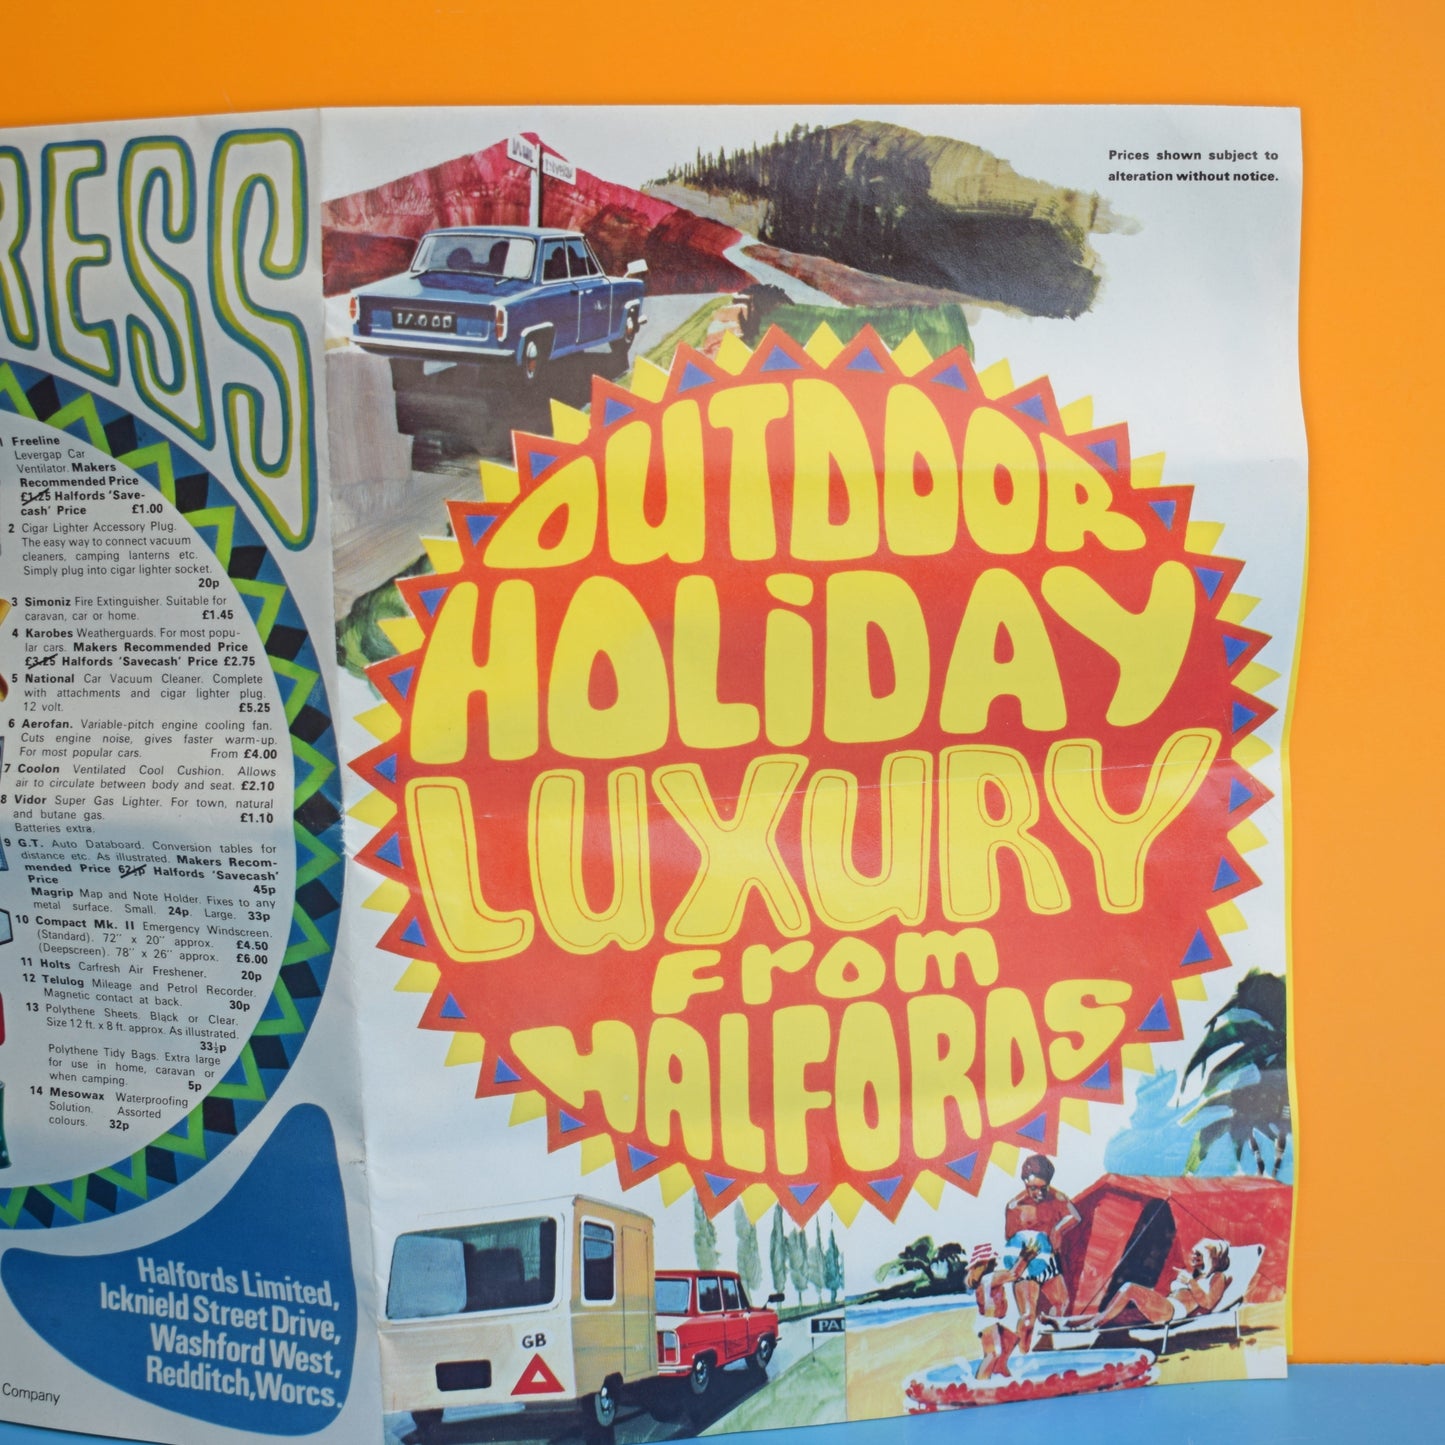 RESS
1 Freeline
Levergap Car
Ventilator. Makers
Recommended Price
£1.25 Halfords 'Save-
cash' Price £1.00
2 Cigar Lighter Accessory Plug.
The easy way to connect vacuum
cleaners, camping lanterns etc.
Simply plug into cigar lighter socket.
20p
3 Simoniz Fire Extinguisher. Suitable for
caravan, car or home. £1.45
4 Karobes Weatherguards. For most popu-
lar cars. Makers Recommended Price
£3.25 Halfords 'Savecash' Price £2.75
5 National Car Vacuum Cleaner. Complete
with attachments and cigar lighter plug.
12 volt. £5.25
6 Aerofan. Variable-pitch engine cooling fan.
Cuts engine noise, gives faster warm-up.
For most popular cars. From £4.00
7 Coolon Ventilated Cool Cushion. Allows
air to circulate between body and seat. £2.10
8 Vidor Super Gas Lighter. For town, natural
and butane gas. £1.10
Batteries extra.
9 G.T. Auto Databoard. Conversion tables for
distance etc. As illustrated. Makers Recom-
mended Price 62½p Halfords 'Savecash'
Price 45p
Magrip Map and Note Holder. Fixes to any
metal surface. Small. 24p. Large. 33p
10 Compact Mk. II Emergency Windscreen.
(Standard). 72" x 20" approx. £4.50
(Deepscreen). 78" x 26" approx. £6.00
11 Holts Carfresh Air Freshener. 20p
12 Telulog Mileage and Petrol Recorder.
Magnetic contact at back. 30p
13 Polythene Sheets. Black or Clear.
Size 12 ft. x 8 ft. approx. As illustrated.
33½p
Polythene Tidy Bags. Extra large
for use in home, caravan or
when camping. 5p
14 Mesowax Waterproofing
Solution. Assorted
colours. 32p
Halfords Limited,
Icknield Street Drive,
Washford West,
Redditch, Worcs.
Company
Prices shown subject to
alteration without notice.
OUTDOOR
HOLiDAY
LUXURY
From
HALFORDS
GB
PA